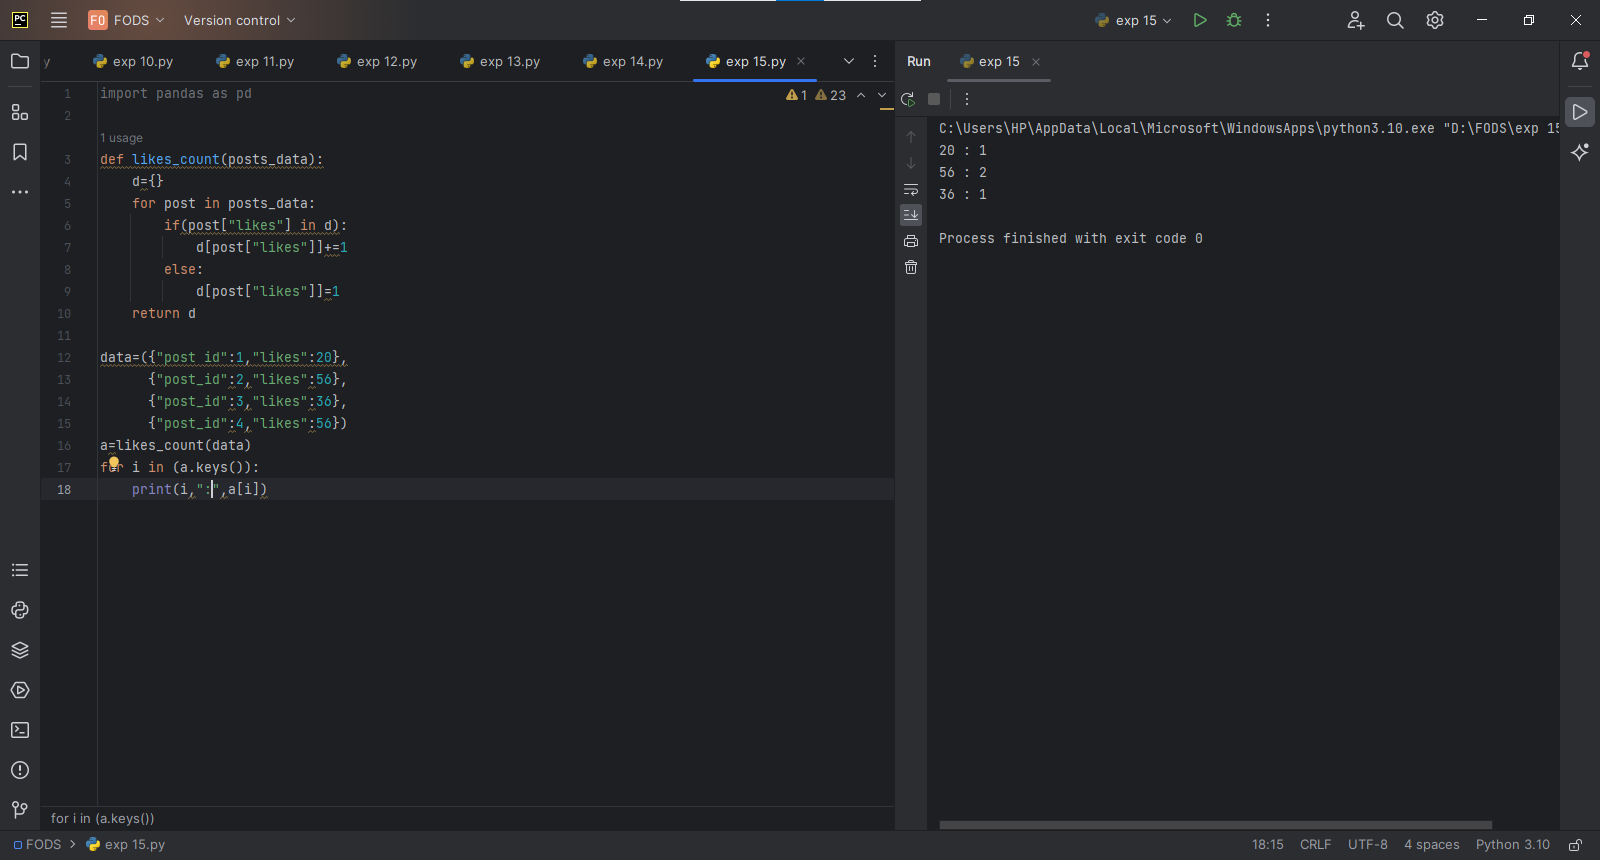 PC FO FODS Version control exp 15
y exp 10.py exp 11.py exp 12.py exp 13.py exp 14.py exp 15.py
Run exp 15
1 23
1 import pandas as pd
2
1 usage
3 def likes_count(posts_data):
4 d={}
5 for post in posts_data:
6 if(post["likes"] in d):
7 d[post["likes"]]+=1
8 else:
9 d[post["likes"]]=1
10 return d
11
12 data=({"post_id":1,"likes":20},
13 {"post_id":2,"likes":56},
14 {"post_id":3,"likes":36},
15 {"post_id":4,"likes":56})
16 a=likes_count(data)
17 for i in (a.keys()):
18 print(i,":",a[i])
C:\Users\HP\AppData\Local\Microsoft\WindowsApps\python3.10.exe "D:\FODS\exp 15
20 : 1
56 : 2
36 : 1
Process finished with exit code 0
for i in (a.keys())
FODS exp 15.py
18:15 CRLF UTF-8 4 spaces Python 3.10